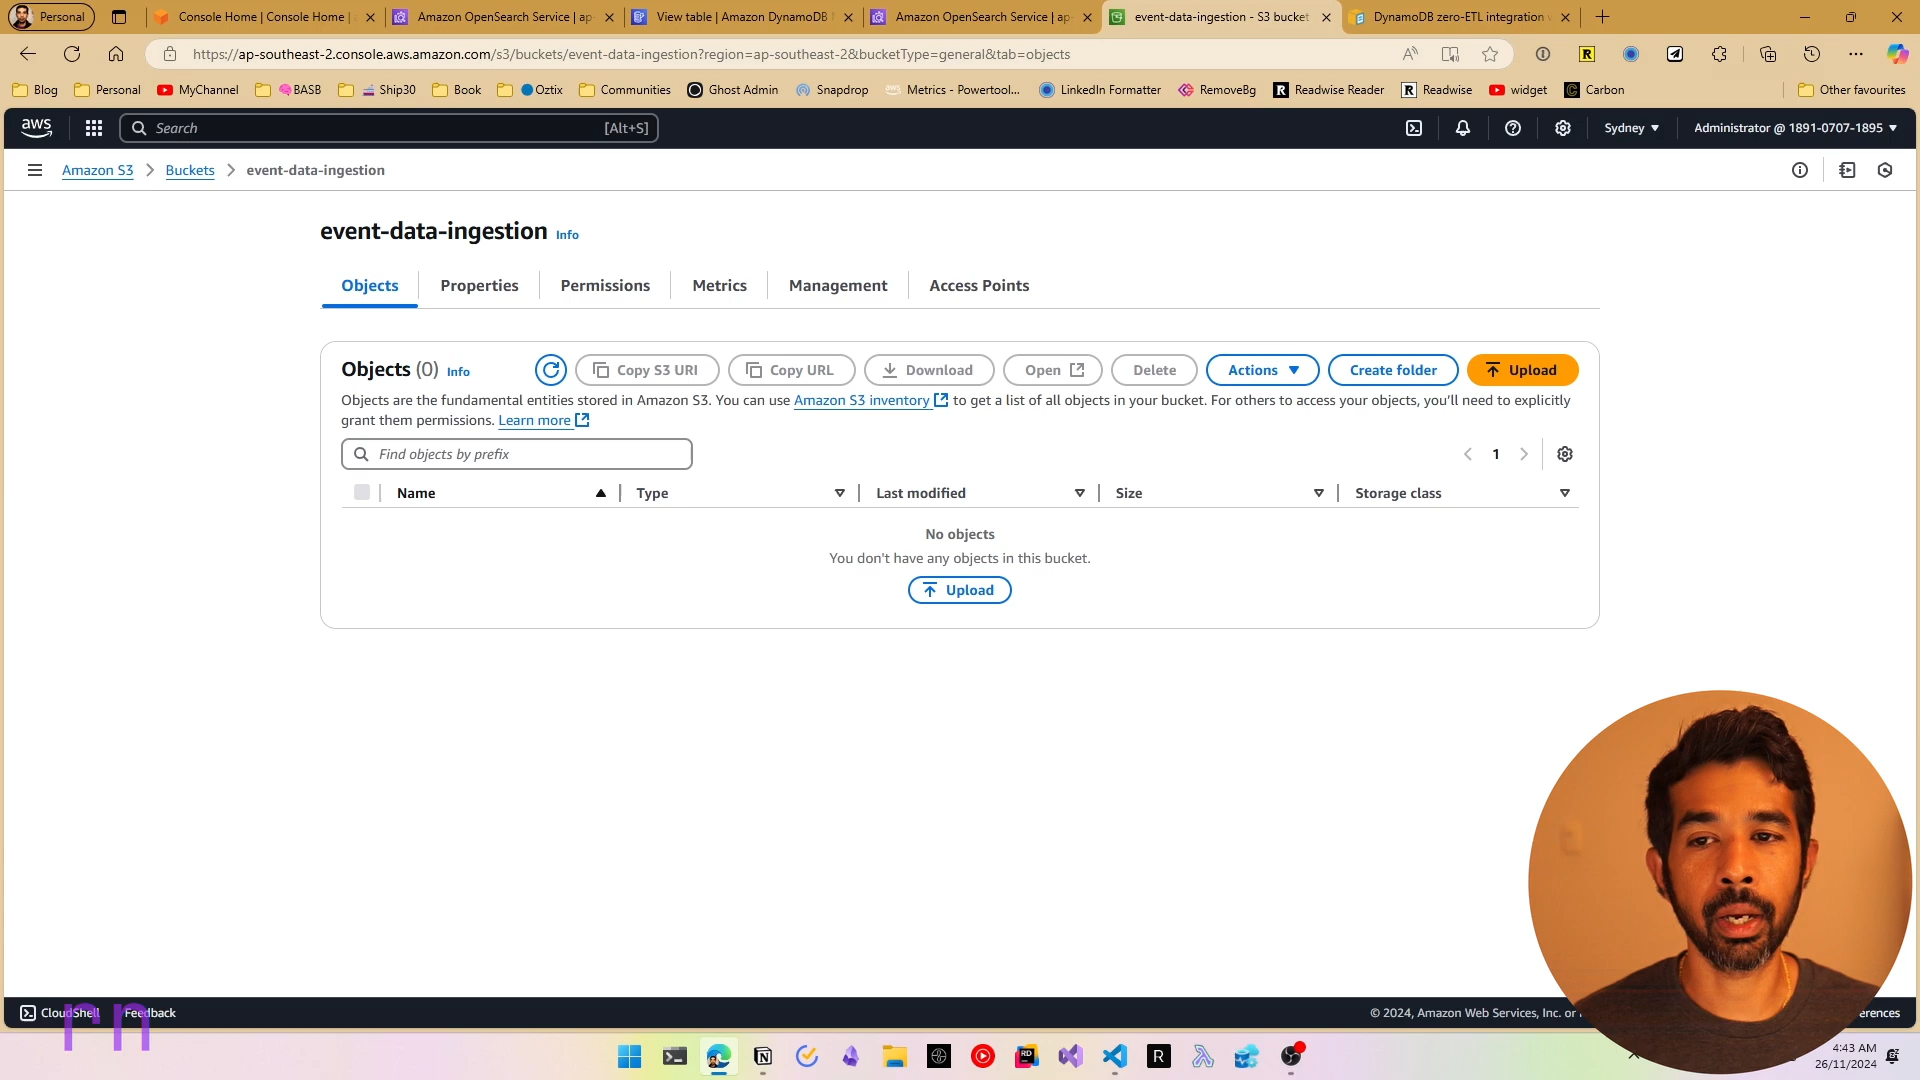 Personal
Console Home | Console Home | a
Amazon OpenSearch Service | ap-
View table | Amazon DynamoDB M
Amazon OpenSearch Service | ap-
event-data-ingestion - S3 bucket
DynamoDB zero-ETL integration w
https://ap-southeast-2.console.aws.amazon.com/s3/buckets/event-data-ingestion?region=ap-southeast-2&bucketType=general&tab=objects
Blog
Personal
MyChannel
BASB
Ship30
Book
Oztix
Communities
Ghost Admin
Snapdrop
Metrics - Powertool...
LinkedIn Formatter
RemoveBg
Readwise Reader
Readwise
widget
Carbon
Other favourites
aws
Search
[Alt+S]
Sydney
Administrator @ 1891-0707-1895
Amazon S3
Buckets
event-data-ingestion
event-data-ingestion Info
Objects
Properties
Permissions
Metrics
Management
Access Points
Objects (0) Info
Copy S3 URI
Copy URL
Download
Open
Delete
Actions
Create folder
Upload
Objects are the fundamental entities stored in Amazon S3. You can use Amazon S3 inventory to get a list of all objects in your bucket. For others to access your objects, you'll need to explicitly
grant them permissions. Learn more
Find objects by prefix
1
Name
Type
Last modified
Size
Storage class
No objects
You don't have any objects in this bucket.
Upload
CloudShell
Feedback
rn
© 2024, Amazon Web Services, Inc. or
erences
4:43 AM
26/11/2024